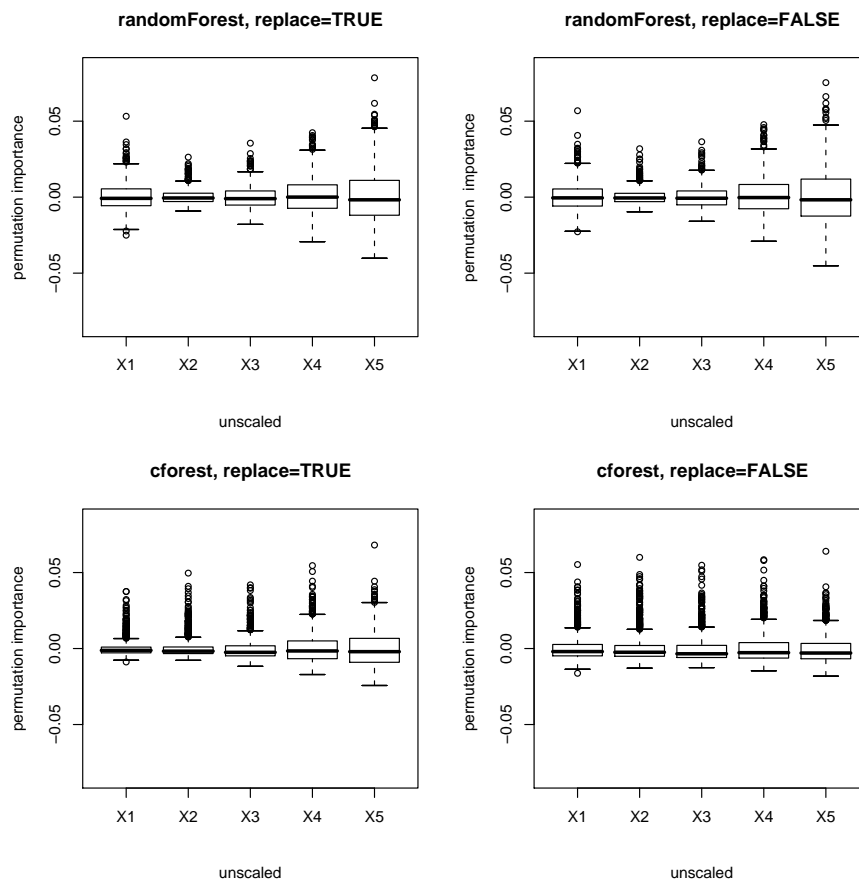 randomForest, replace=TRUE
permutation importance
0.05
0.00
−0.05
X1 X2 X3 X4 X5
unscaled
randomForest, replace=FALSE
permutation importance
0.05
0.00
−0.05
X1 X2 X3 X4 X5
unscaled
cforest, replace=TRUE
permutation importance
0.05
0.00
−0.05
X1 X2 X3 X4 X5
unscaled
cforest, replace=FALSE
permutation importance
0.05
0.00
−0.05
X1 X2 X3 X4 X5
unscaled